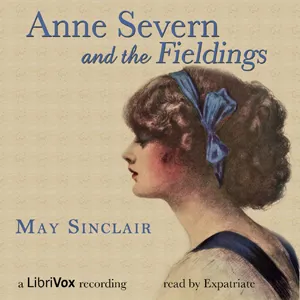 Anne Severn
and the Fieldings
MAY SINCLAIR
a LibriVox recording
read by Expatriate